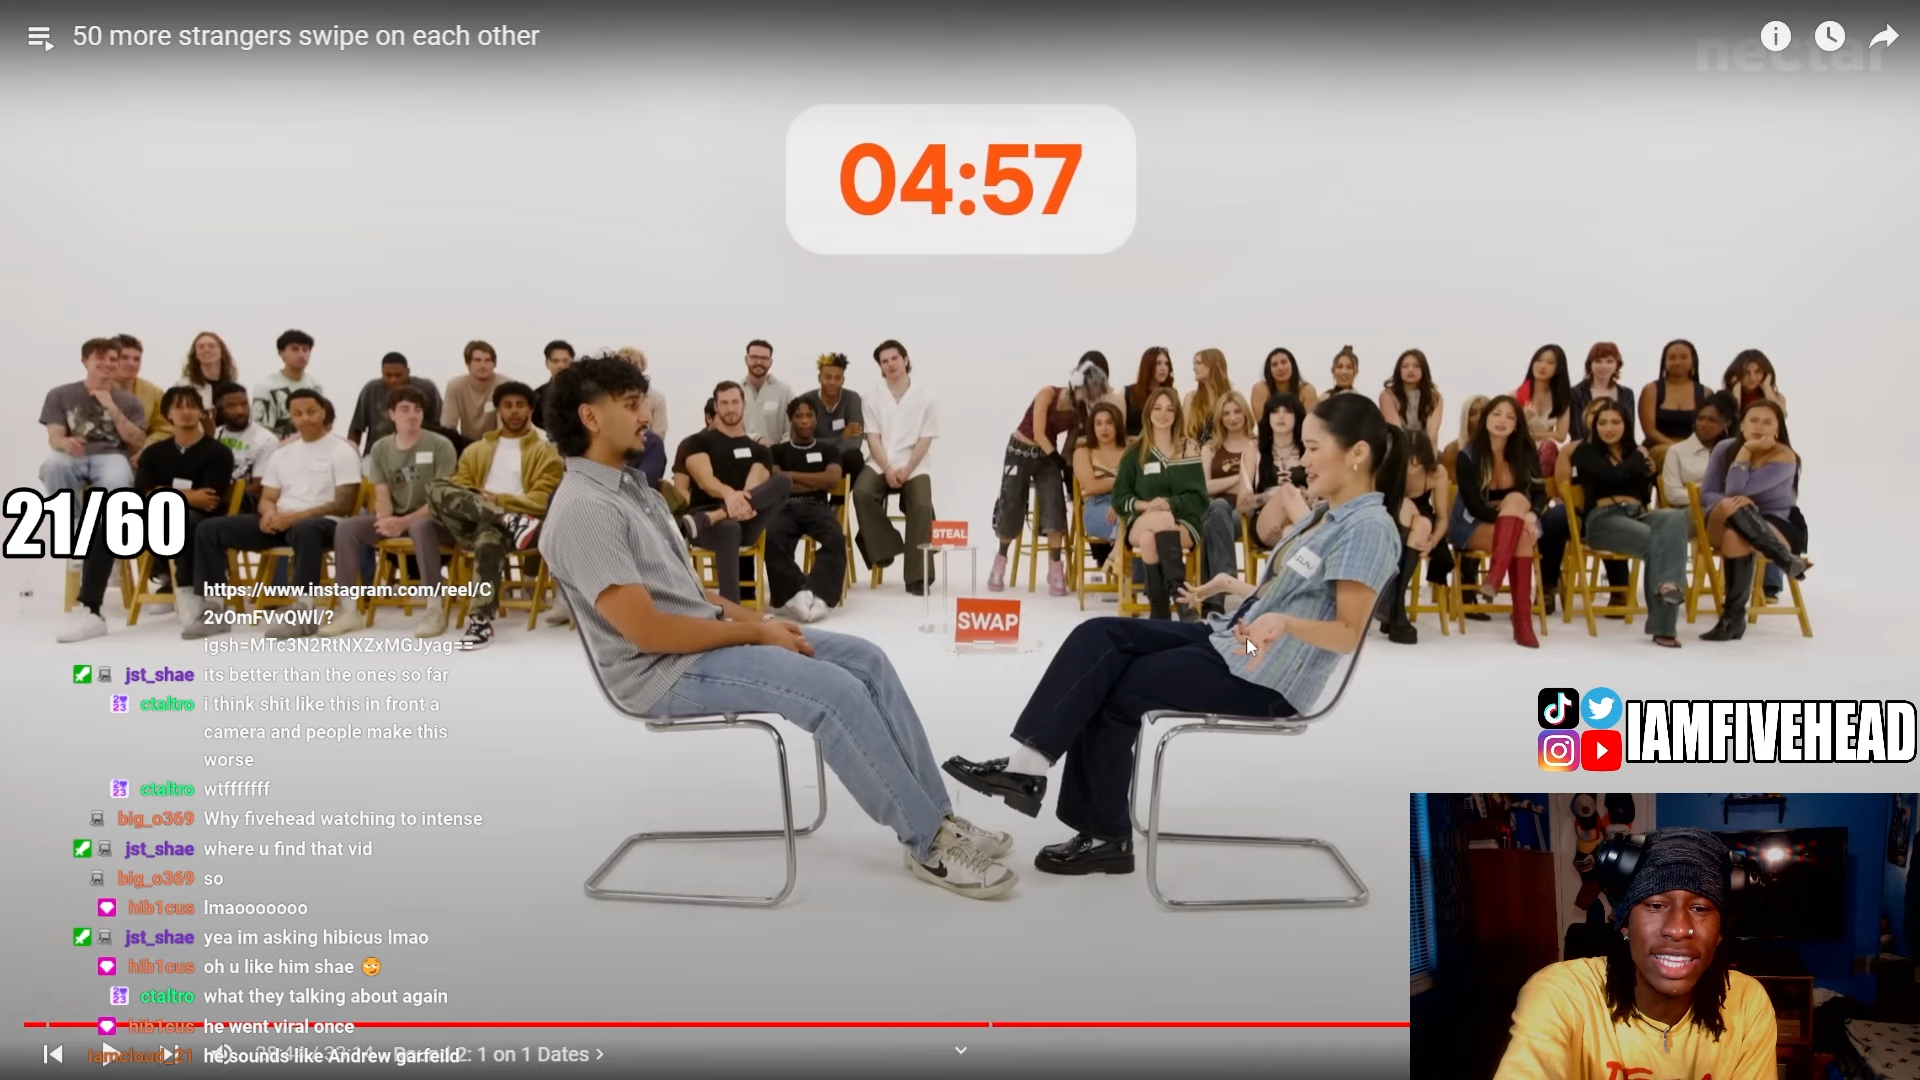 50 more strangers swipe on each other
nectar
04:57
STEAL
SWAP
21/60
https://www.instagram.com/reel/C
2vOmFVvQWl/?
igsh=MTc3N2RtNXZxMGJyag==
jst_shae its better than the ones so far
ctaltro i think shit like this in front a
camera and people make this
worse
ctaltro wtfffffff
big_o369 Why fivehead watching to intense
jst_shae where u find that vid
big_o369 so
hib1cus lmaooooooo
jst_shae yea im asking hibicus lmao
hib1cus oh u like him shae 😏
ctaltro what they talking about again
hib1cus he went viral once
iamcloud_21 he sounds like Andrew garfeild
2: 1 on 1 Dates
IAMFIVEHEAD